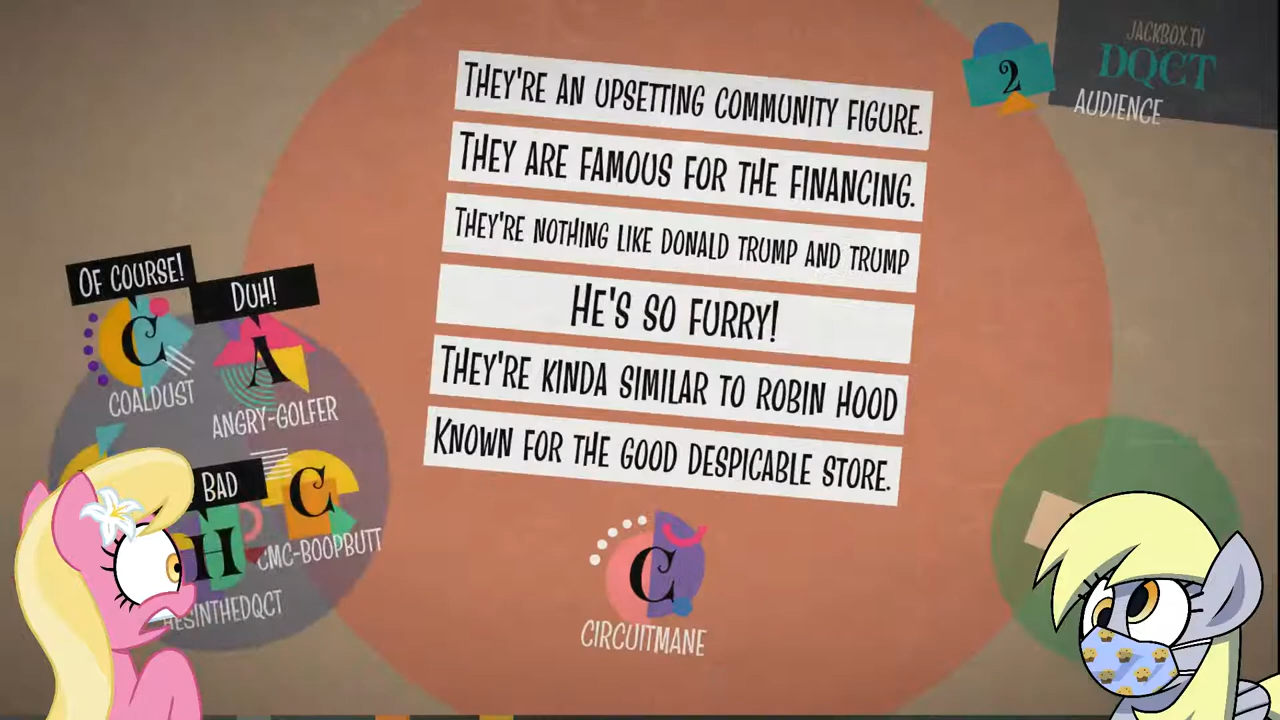 THEY'RE AN UPSETTING COMMUNITY FIGURE.
THEY ARE FAMOUS FOR THE FINANCING.
THEY'RE NOTHING LIKE DONALD TRUMP AND TRUMP
HE'S SO FURRY!
THEY'RE KINDA SIMILAR TO ROBIN HOOD
KNOWN FOR THE GOOD DESPICABLE STORE.
C
CIRCUITMANE
2
JACKBOX.TV
DQCT
AUDIENCE
OF COURSE!
DUH!
C
A
COALDUST
ANGRY-GOLFER
BAD
H
C
CMC-BOOPBUTT